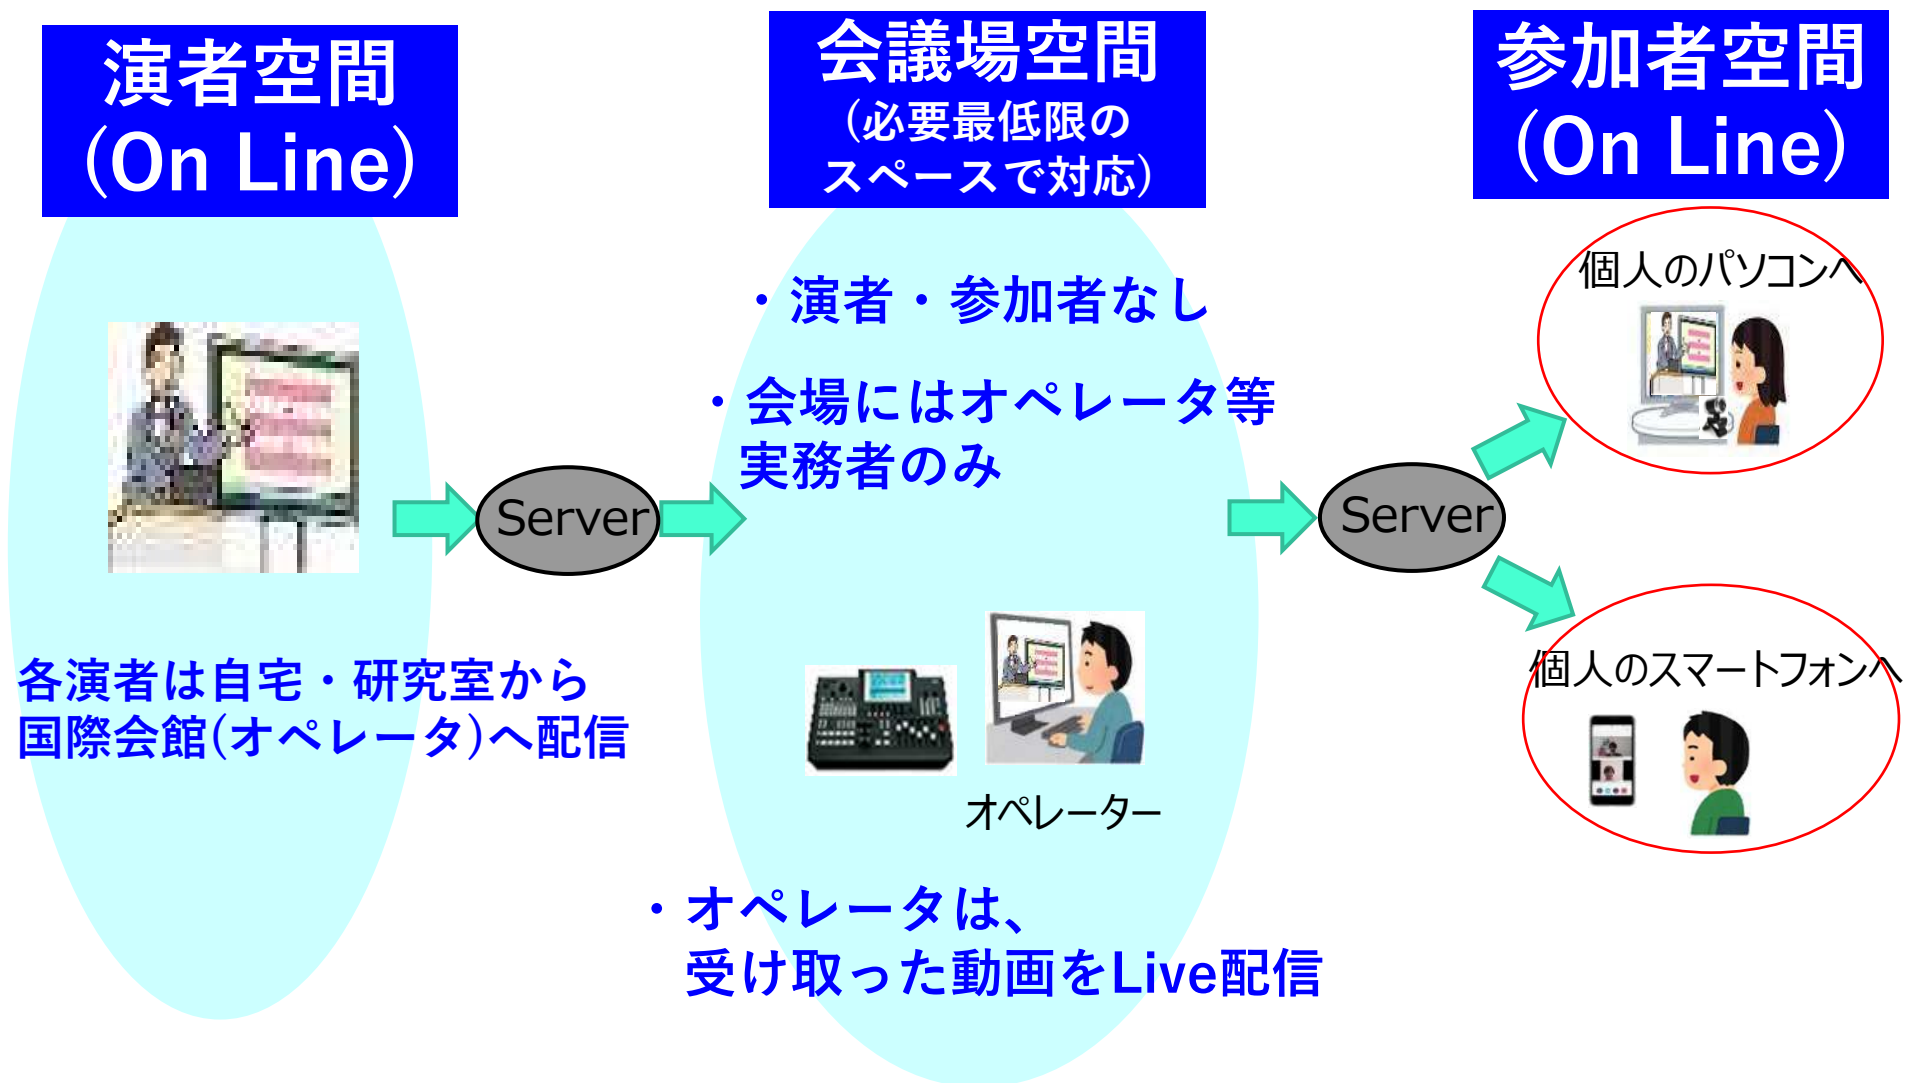 演者空間
(On Line)
会議場空間
(必要最低限の
スペースで対応)
参加者空間
(On Line)
各演者は自宅・研究室から
国際会館(オペレータ)へ配信
Server
・演者・参加者なし
・会場にはオペレータ等
実務者のみ
オペレーター
・オペレータは、
受け取った動画をLive配信
Server
個人のパソコンへ
個人のスマートフォンへ